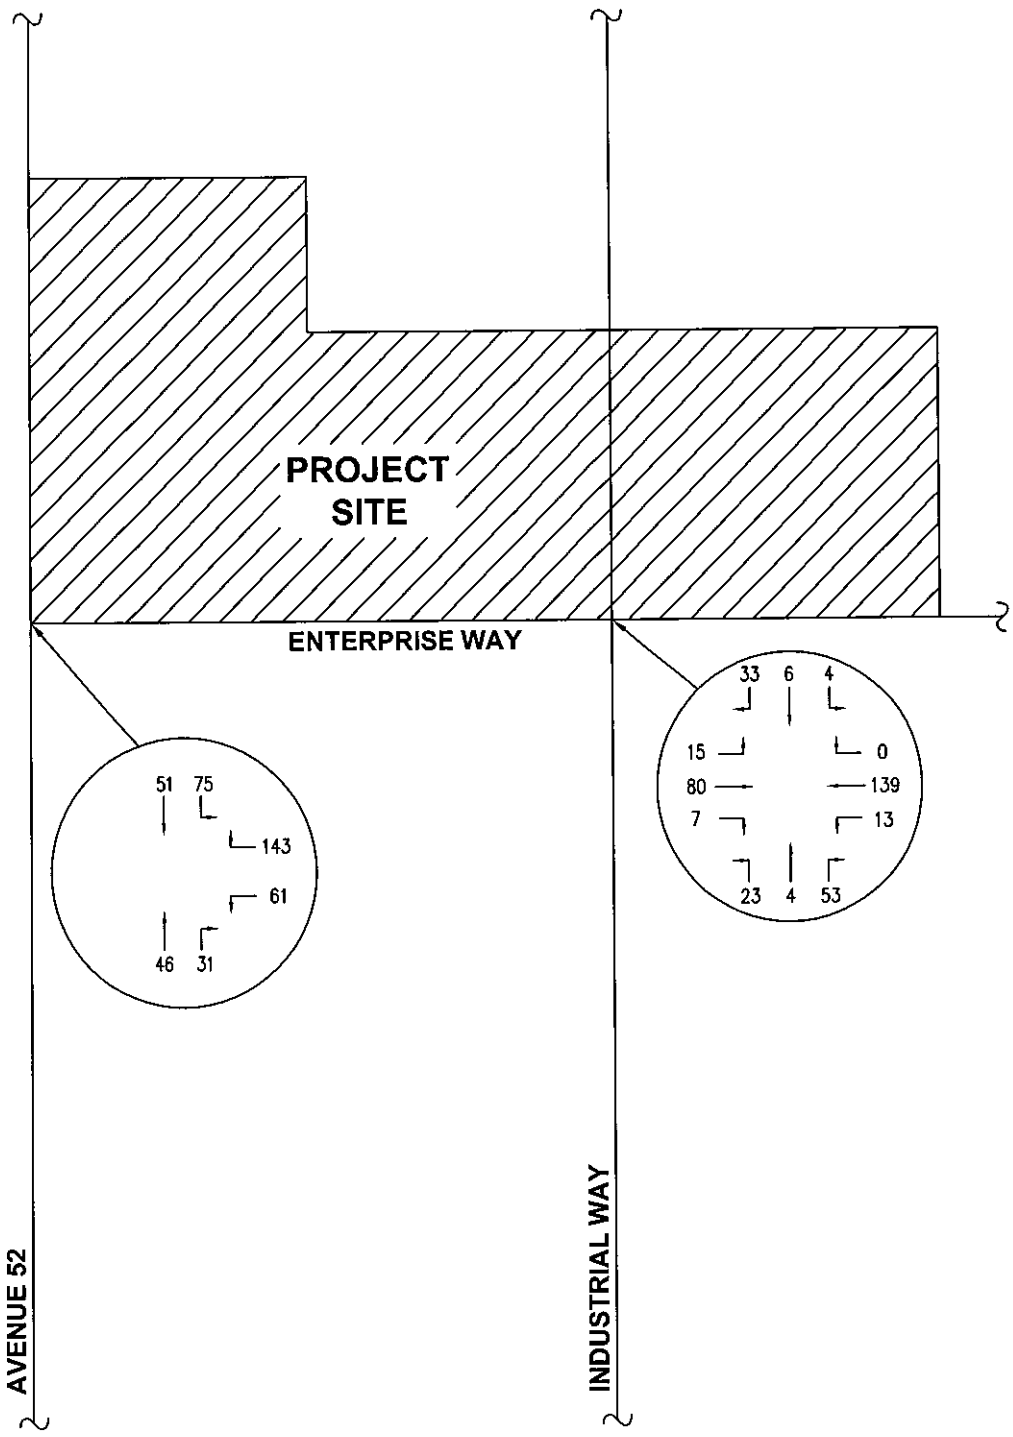 PROJECT
SITE
ENTERPRISE WAY
33 6 4
15 0
80 139
7 13
23 4 53
51 75
143
61
46 31
AVENUE 52
INDUSTRIAL WAY